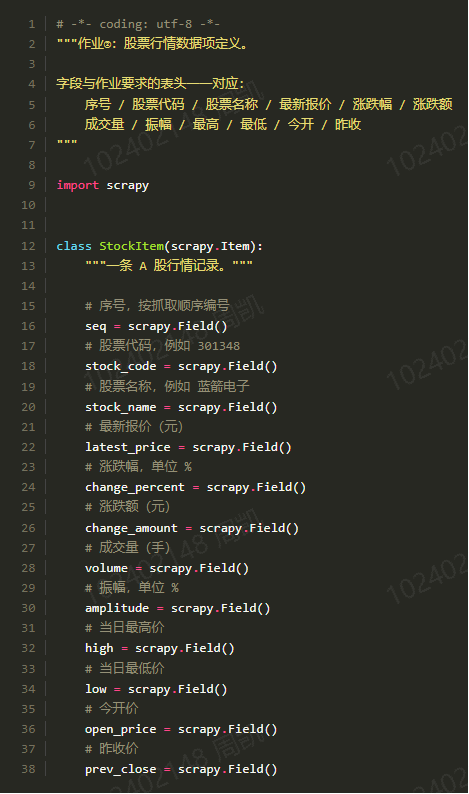 1 # -*- coding: utf-8 -*-
2 """作业②: 股票行情数据项定义。
3
4 字段与作业要求的表头一一对应:
5 序号 / 股票代码 / 股票名称 / 最新报价 / 涨跌幅 / 涨跌额
6 成交量 / 振幅 / 最高 / 最低 / 今开 / 昨收
7 """
8
9 import scrapy
10
11
12 class StockItem(scrapy.Item):
13 """一条 A 股行情记录。"""
14
15 # 序号，按抓取顺序编号
16 seq = scrapy.Field()
17 # 股票代码，例如 301348
18 stock_code = scrapy.Field()
19 # 股票名称，例如 蓝箭电子
20 stock_name = scrapy.Field()
21 # 最新报价（元）
22 latest_price = scrapy.Field()
23 # 涨跌幅，单位 %
24 change_percent = scrapy.Field()
25 # 涨跌额（元）
26 change_amount = scrapy.Field()
27 # 成交量（手）
28 volume = scrapy.Field()
29 # 振幅，单位 %
30 amplitude = scrapy.Field()
31 # 当日最高价
32 high = scrapy.Field()
33 # 当日最低价
34 low = scrapy.Field()
35 # 今开价
36 open_price = scrapy.Field()
37 # 昨收价
38 prev_close = scrapy.Field()
102402148 周凯